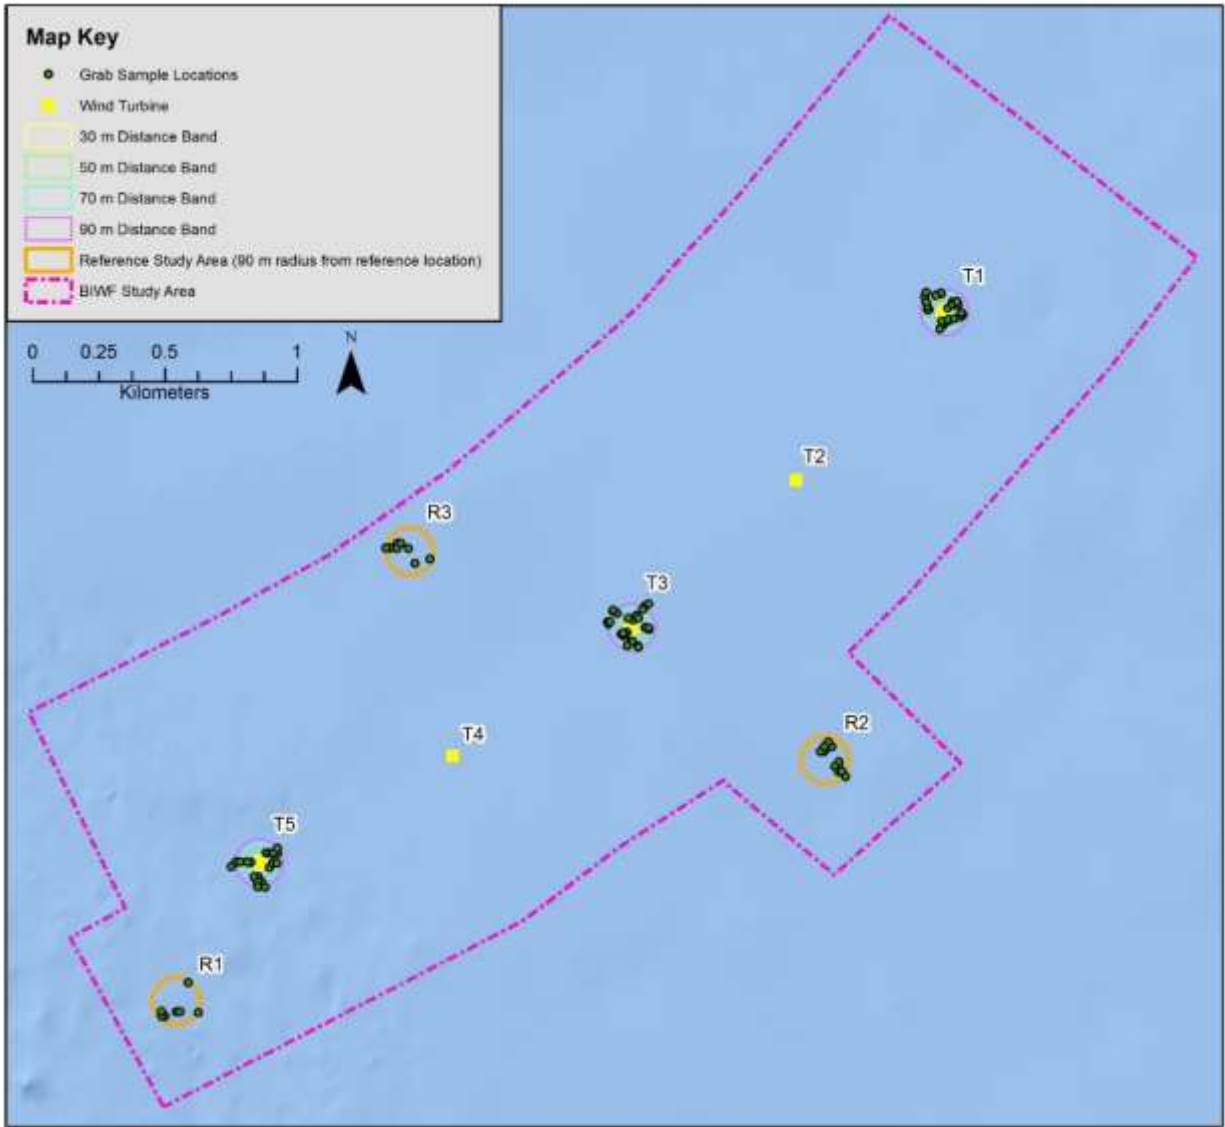 Map Key
Grab Sample Locations
Wind Turbine
30 m Distance Band
50 m Distance Band
70 m Distance Band
90 m Distance Band
Reference Study Area (90 m radius from reference location)
BIWF Study Area
N
0 0.25 0.5 1
Kilometers
T1
T2
R3
T3
R2
T4
T5
R1